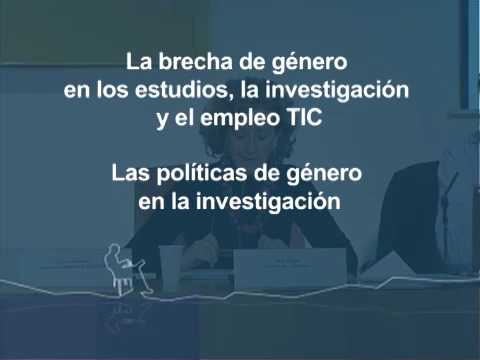 La brecha de género
en los estudios, la investigación
y el empleo TIC
Las políticas de género
en la investigación